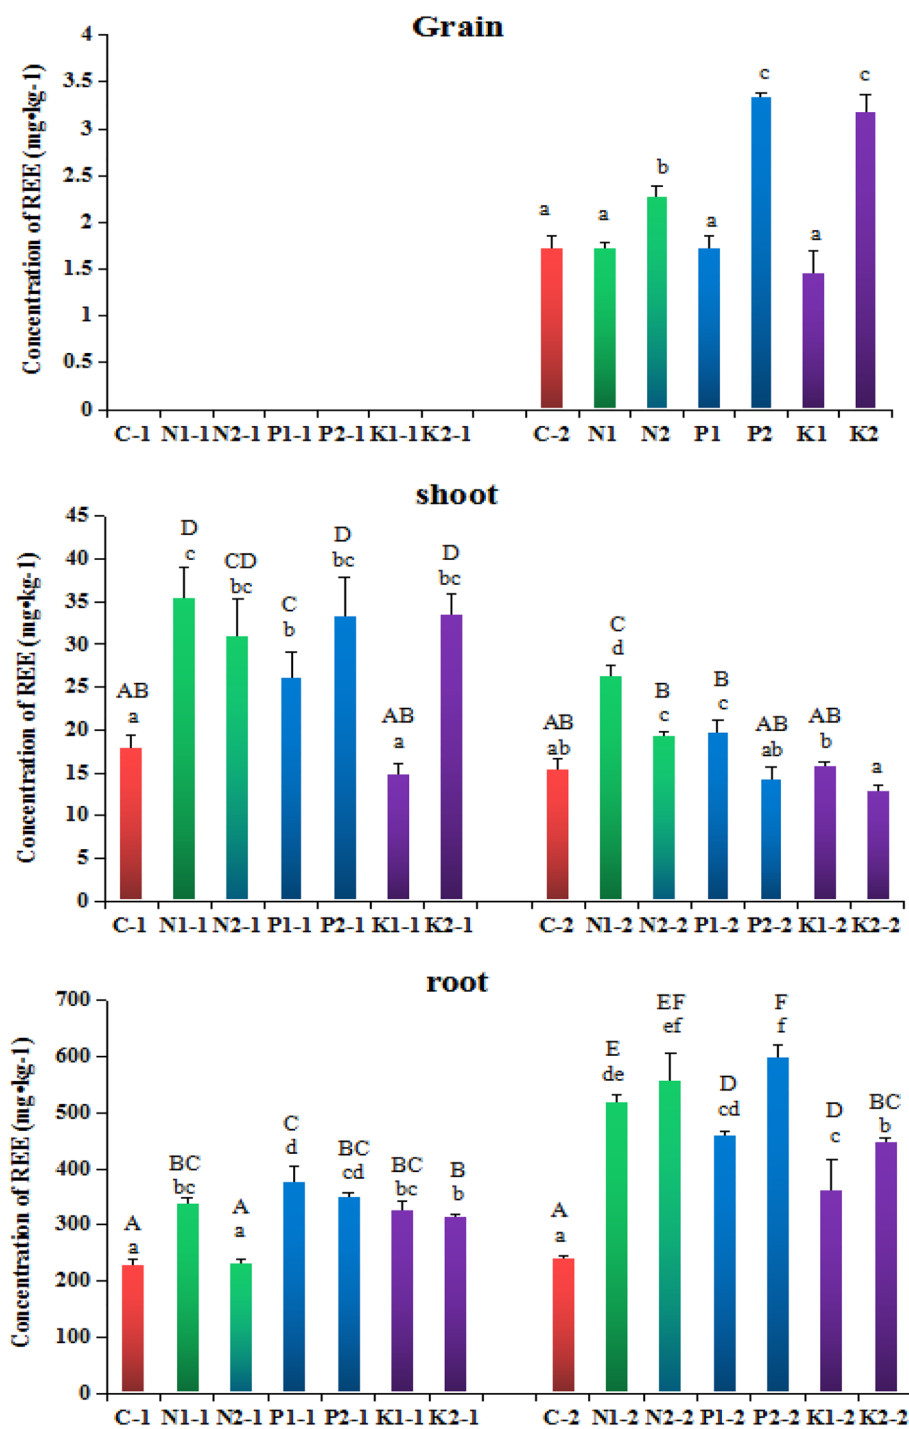 Grain
Concentration of REE (mg•kg-1)
4
3.5
3
2.5
2
1.5
1
0.5
0
a
a
b
a
c
a
c
C-1 N1-1 N2-1 P1-1 P2-1 K1-1 K2-1 C-2 N1 N2 P1 P2 K1 K2
shoot
Concentration of REE (mg•kg-1)
45
40
35
30
25
20
15
10
5
0
AB
a
D
c
CD
bc
C
b
D
bc
AB
a
D
bc
AB
ab
C
d
B
c
B
c
AB
ab
AB
b
a
C-1 N1-1 N2-1 P1-1 P2-1 K1-1 K2-1 C-2 N1-2 N2-2 P1-2 P2-2 K1-2 K2-2
root
Concentration of REE (mg•kg-1)
700
600
500
400
300
200
100
0
A
a
BC
bc
A
a
C
d
BC
cd
BC
bc
B
b
A
a
E
de
EF
ef
D
cd
F
f
D
c
BC
b
C-1 N1-1 N2-1 P1-1 P2-1 K1-1 K2-1 C-2 N1-2 N2-2 P1-2 P2-2 K1-2 K2-2